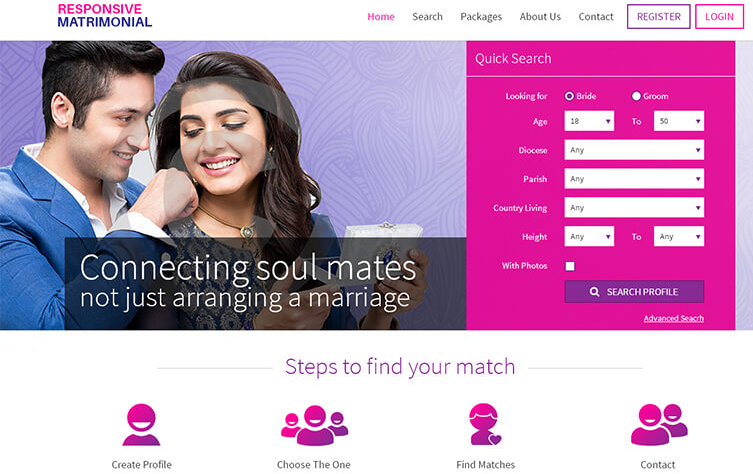 RESPONSIVE
MATRIMONIAL
Home Search Packages About Us Contact REGISTER LOGIN
Quick Search
Looking for Bride Groom
Age 18 To 50
Diocese Any
Parish Any
Country Living Any
Height Any To Any
With Photos
SEARCH PROFILE
Advanced Seacrh
Connecting soul mates
not just arranging a marriage
Steps to find your match
Create Profile Choose The One Find Matches Contact